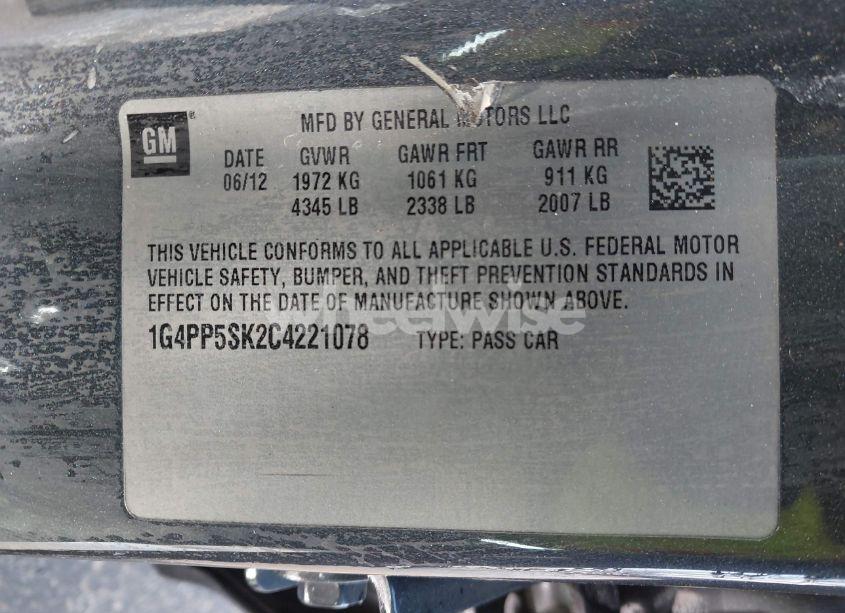 GM
MFD BY GENERAL MOTORS LLC
DATE GVWR GAWR FRT GAWR RR
06/12 1972 KG 1061 KG 911 KG
4345 LB 2338 LB 2007 LB
THIS VEHICLE CONFORMS TO ALL APPLICABLE U.S. FEDERAL MOTOR
VEHICLE SAFETY, BUMPER, AND THEFT PREVENTION STANDARDS IN
EFFECT ON THE DATE OF MANUFACTURE SHOWN ABOVE.
Wheelwise
1G4PP5SK2C4221078 TYPE: PASS CAR